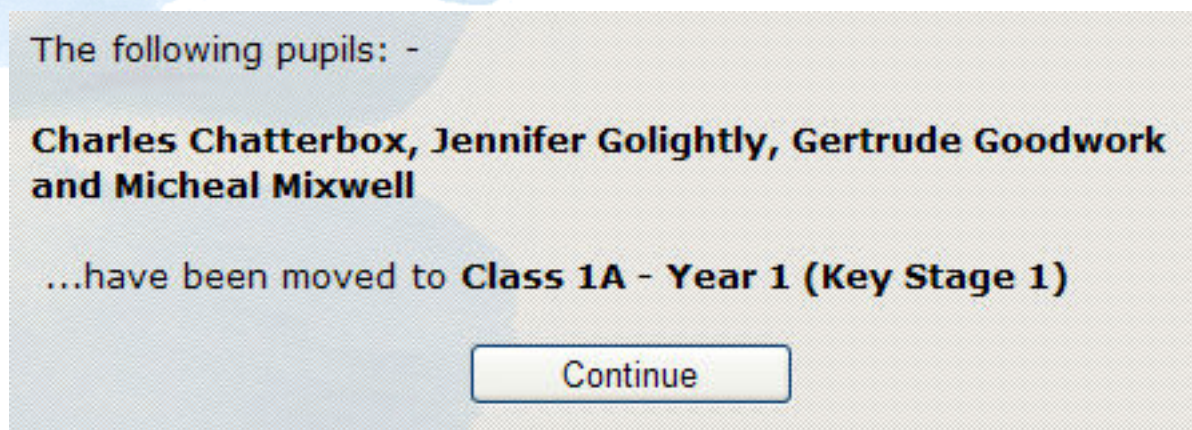 The following pupils: -
Charles Chatterbox, Jennifer Golightly, Gertrude Goodwork
and Micheal Mixwell
...have been moved to Class 1A - Year 1 (Key Stage 1)
Continue